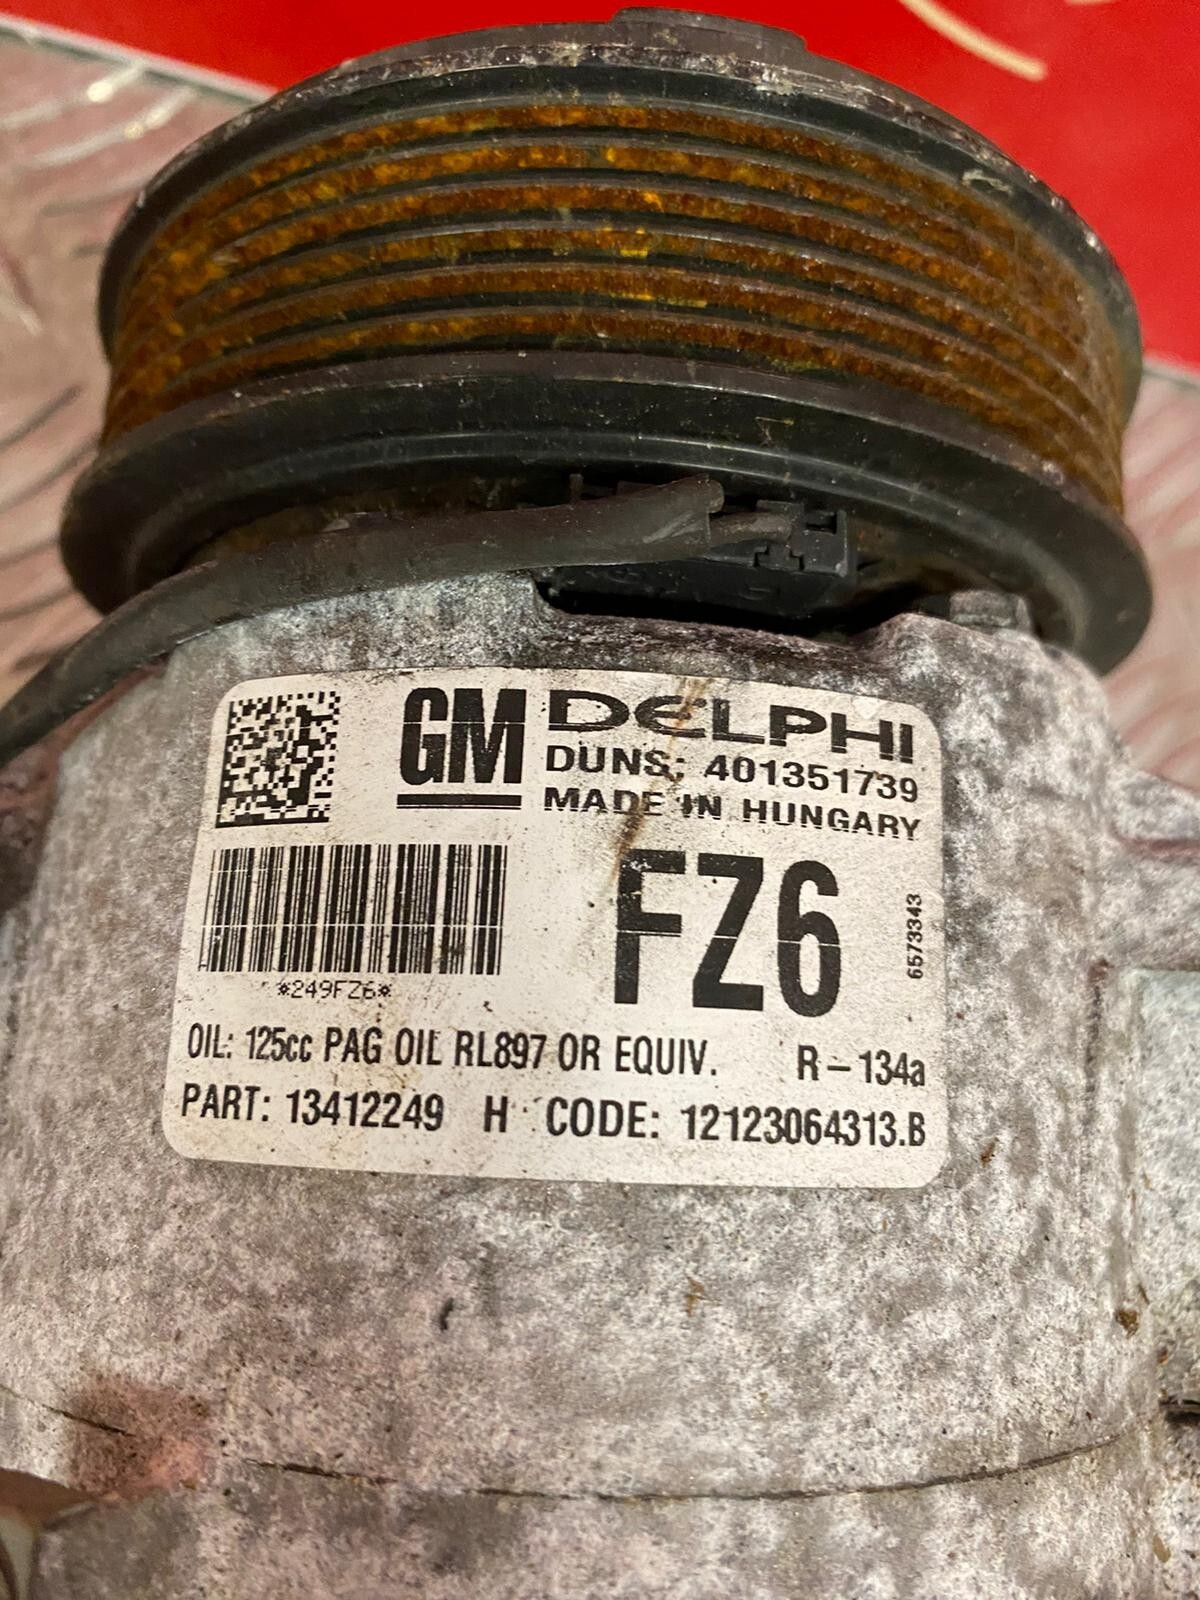 GM
DELPHI
DUNS: 401351739
MADE IN HUNGARY
FZ6
6573343
*249FZ6*
OIL: 125cc PAG OIL RL897 OR EQUIV. R-134a
PART: 13412249 H CODE: 12123064313.B